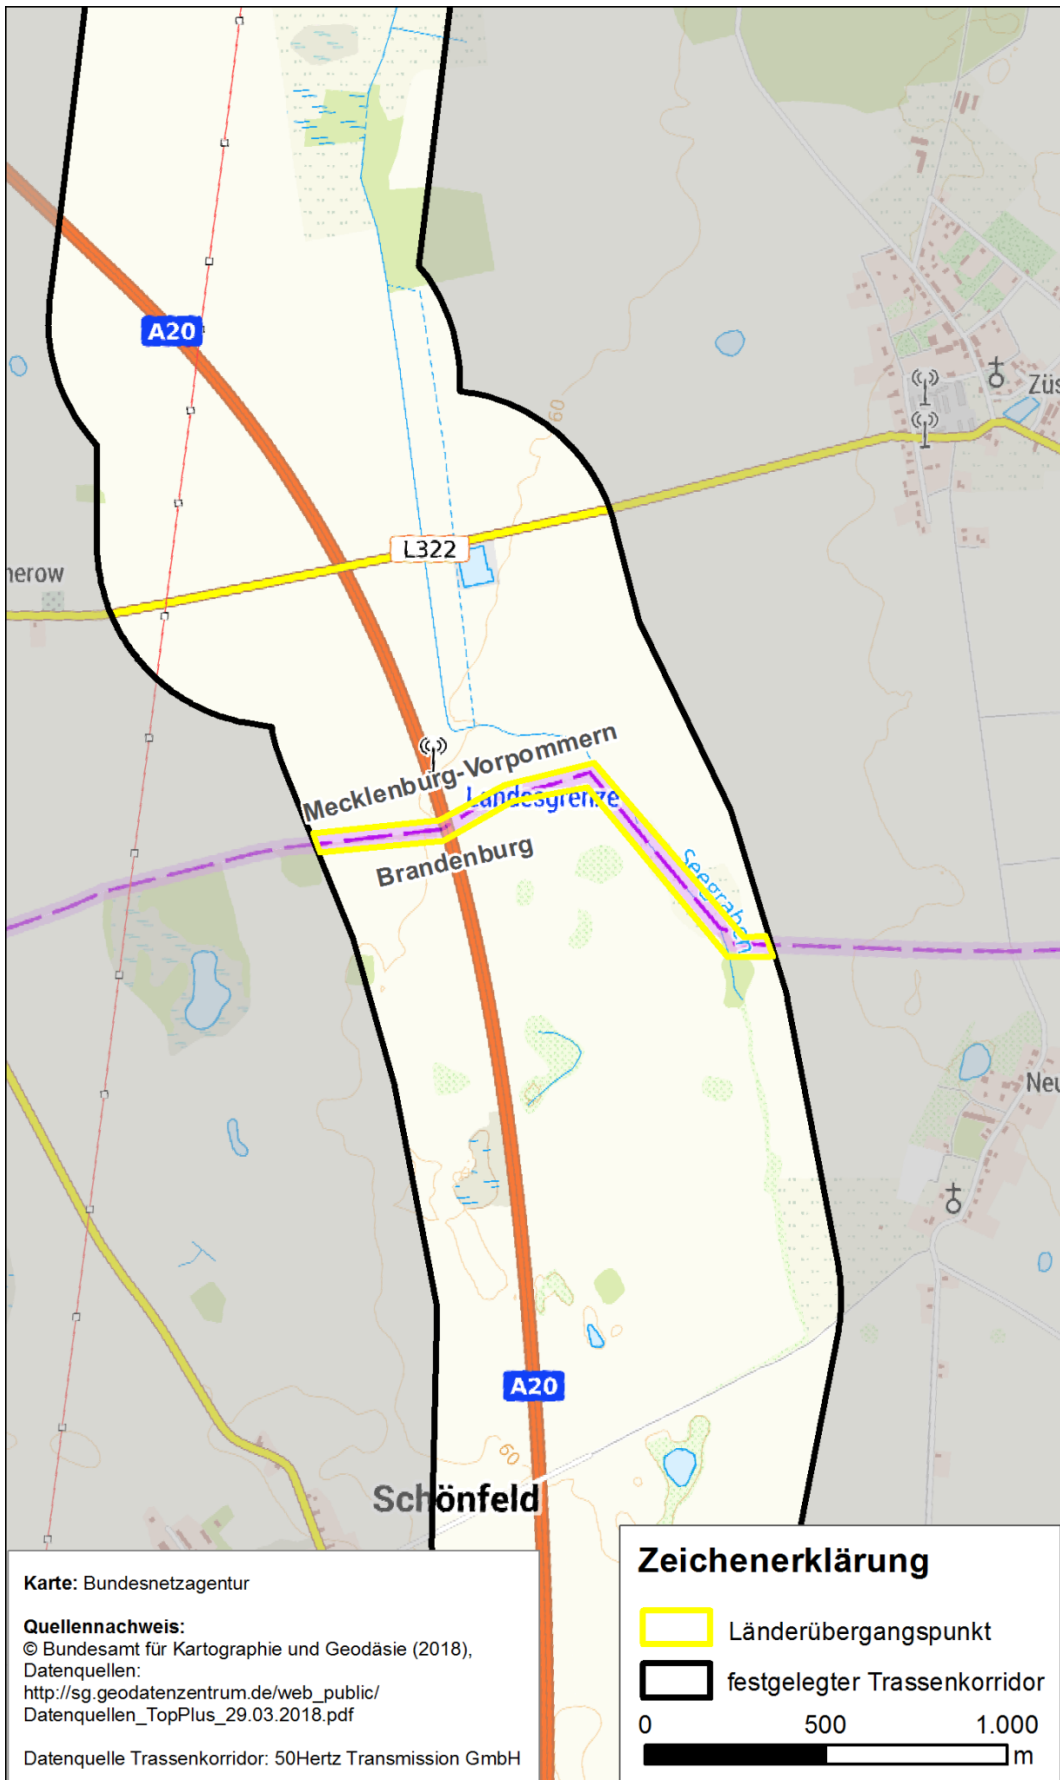 A20
60
Züs
L322
nerow
Mecklenburg-Vorpommern
Landesgrenze
Brandenburg
Seegraben
Neu
A20
60
Schönfeld
Karte: Bundesnetzagentur
Quellennachweis:
© Bundesamt für Kartographie und Geodäsie (2018),
Datenquellen:
http://sg.geodatenzentrum.de/web_public/
Datenquellen_TopPlus_29.03.2018.pdf
Datenquelle Trassenkorridor: 50Hertz Transmission GmbH
Zeichenerklärung
Länderübergangspunkt
festgelegter Trassenkorridor
0 500 1.000
m